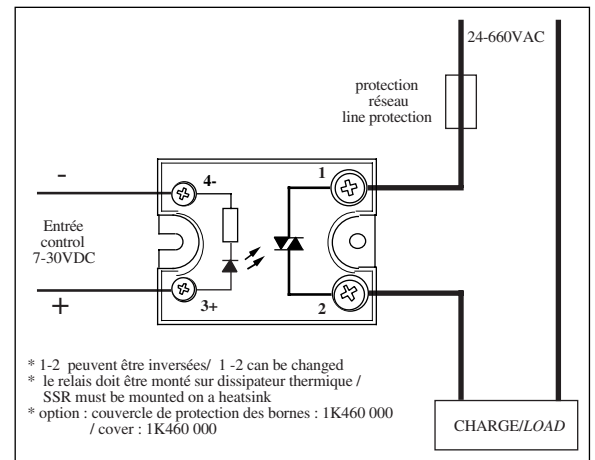 24-660VAC
protection
réseau
line protection
1
4-
-
Entrée
control
7-30VDC
+
3+
2
* 1-2 peuvent être inversées/ 1 -2 can be changed
* le relais doit être monté sur dissipateur thermique /
SSR must be mounted on a heatsink
* option : couvercle de protection des bornes : 1K460 000
/ cover : 1K460 000
CHARGE/LOAD